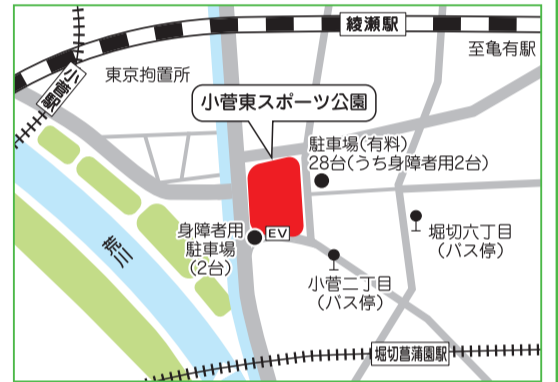 綾瀬駅
至亀有駅
東京拘置所
小菅駅
小菅東スポーツ公園
駐車場(有料)
28台(うち身障者用2台)
身障者用
駐車場
(2台)
EV
堀切六丁目
(バス停)
小菅二丁目
(バス停)
荒川
堀切菖蒲園駅